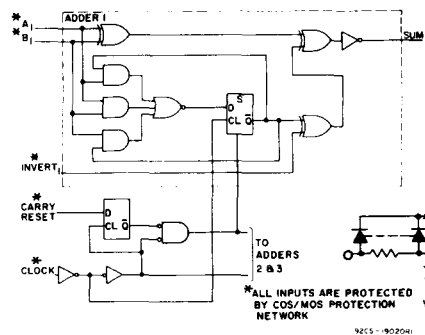 ADDER 1
* A1
* B1
SUM
S
D
CL Q
* INVERT1
* CARRY
RESET
D
CL Q
* CLOCK
TO
ADDERS
2 & 3
*ALL INPUTS ARE PROTECTED
BY COS/MOS PROTECTION
NETWORK
92CS-19020R1